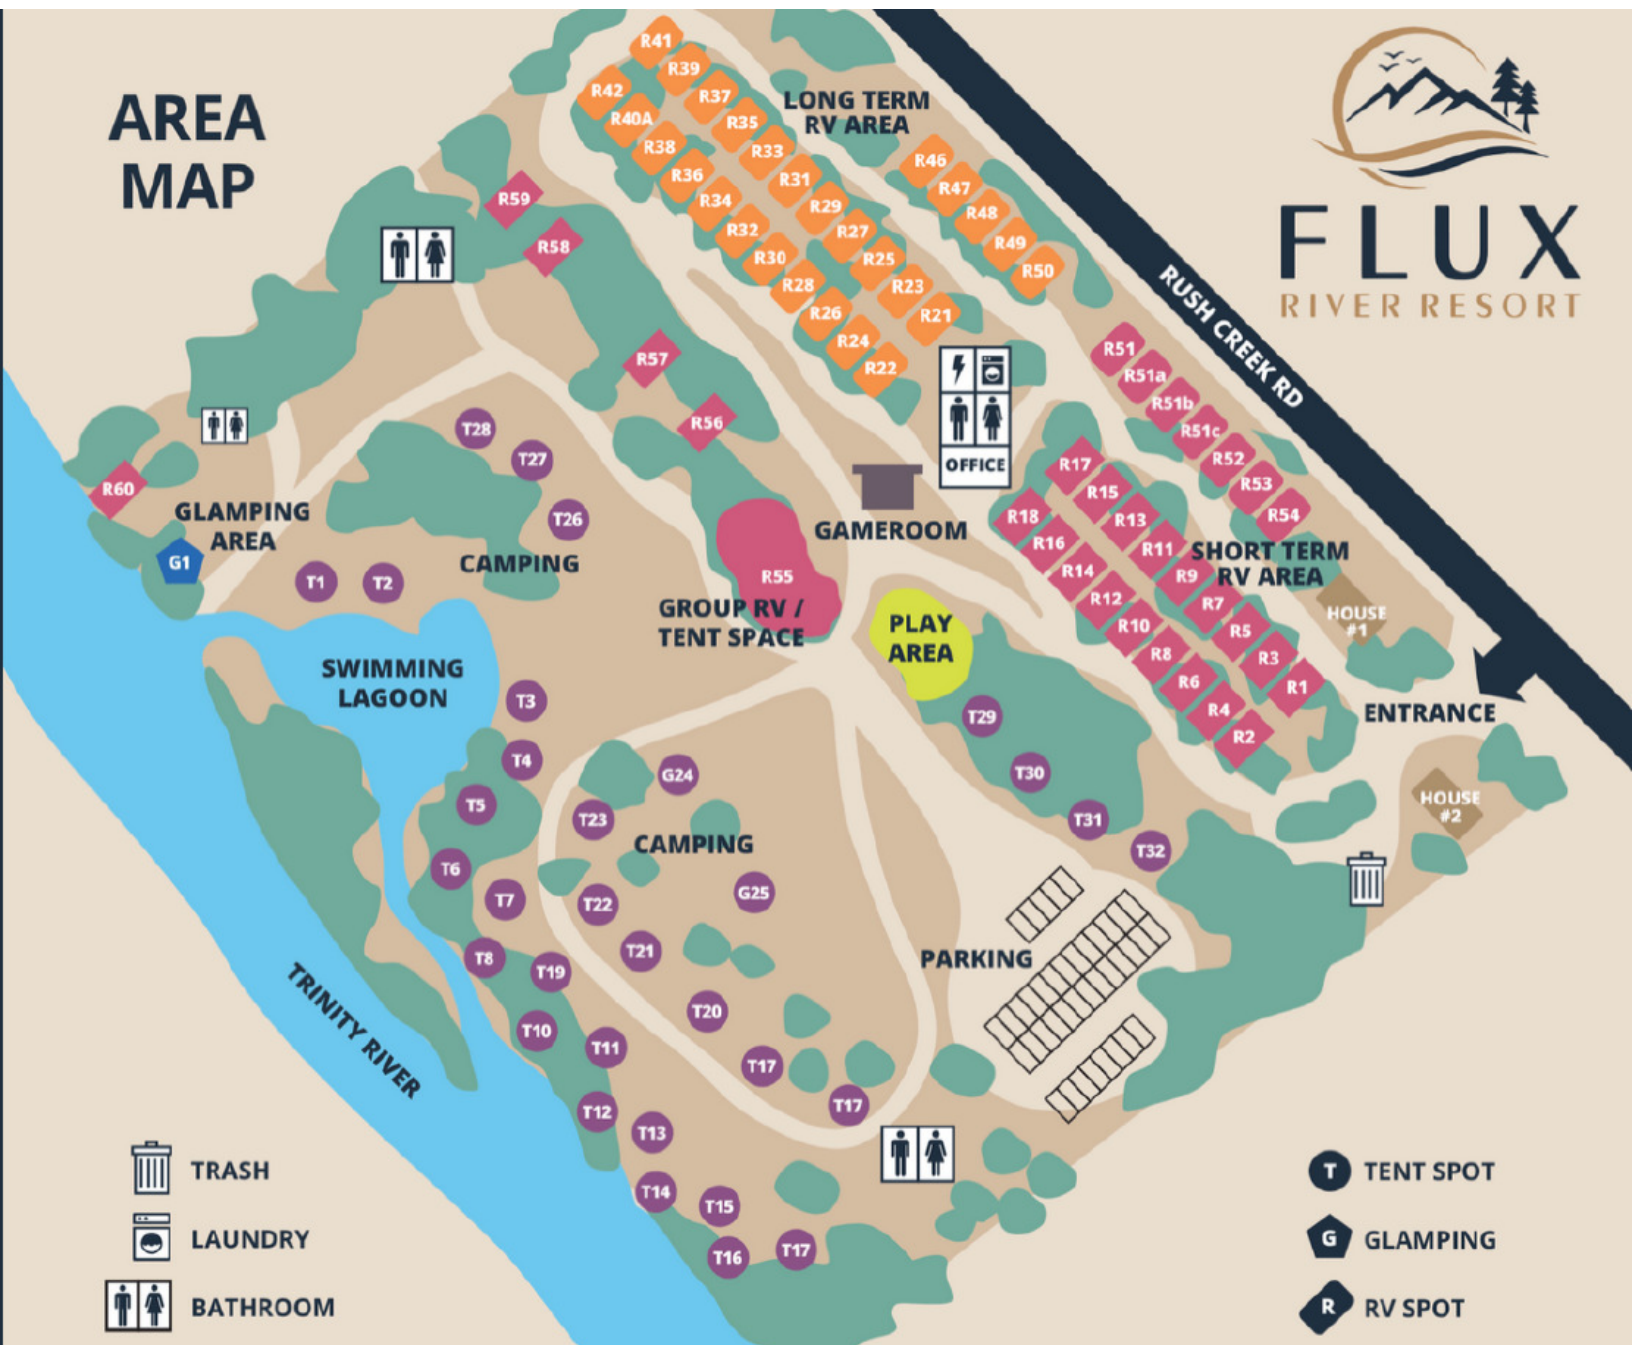 AREA
MAP
FLUX
RIVER RESORT
LONG TERM
RV AREA
RUSH CREEK RD
R41
R39
R42
R37
R40A
R35
R38
R33
R36
R31
R34
R29
R32
R27
R30
R25
R28
R23
R26
R21
R24
R22
R46
R47
R48
R49
R50
R59
R58
R57
R56
R51
R51a
R51b
R51c
R52
R53
R54
OFFICE
GAMEROOM
R17
R15
R18
R13
R16
R11
R14
R9
R12
R7
R10
R5
R8
R3
R6
R1
R4
R2
SHORT TERM
RV AREA
HOUSE
#1
ENTRANCE
HOUSE
#2
R60
GLAMPING
AREA
G1
T28
T27
T26
CAMPING
T1
T2
R55
GROUP RV /
TENT SPACE
PLAY
AREA
SWIMMING
LAGOON
T3
T4
T5
T6
T7
T8
T19
T10
T11
T12
T13
T14
T15
T16
T17
G24
T23
CAMPING
G25
T22
T21
T20
T17
T17
T29
T30
T31
T32
PARKING
TRINITY RIVER
TRASH
LAUNDRY
BATHROOM
T TENT SPOT
G GLAMPING
R RV SPOT